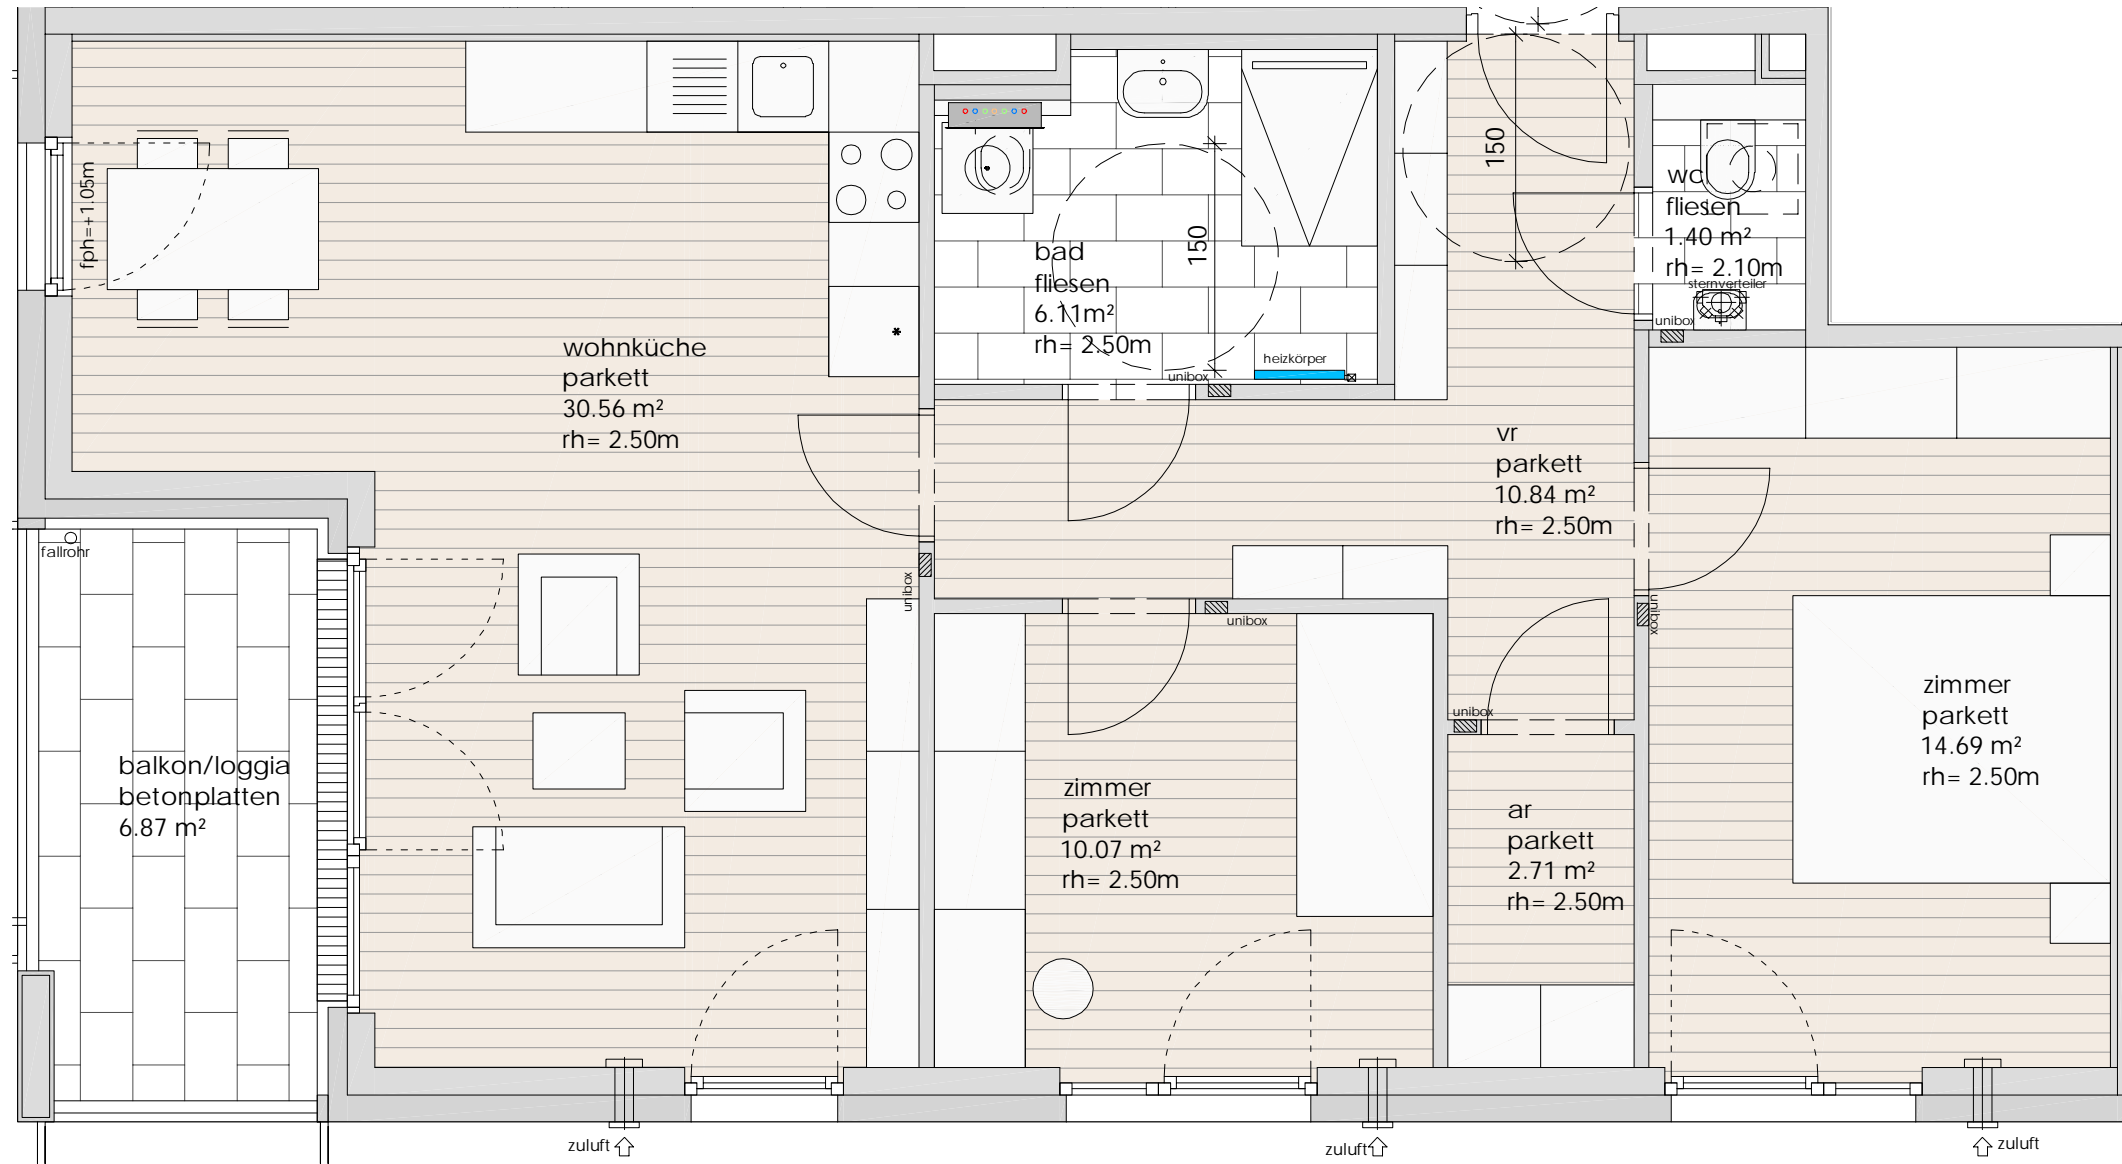 fph=+1.05m
wohnküche
parkett
30.56 m²
rh= 2.50m
*
bad
fliesen
6.11m²
rh= 2.50m
150
unibox
heizkörper
150
wc
fliesen
1.40 m²
rh= 2.10m
sternverteiler
unibox
vr
parkett
10.84 m²
rh= 2.50m
fallrohr
unibox
unibox
unibox
balkon/loggia
betonplatten
6.87 m²
zimmer
parkett
10.07 m²
rh= 2.50m
unibox
ar
parkett
2.71 m²
rh= 2.50m
zimmer
parkett
14.69 m²
rh= 2.50m
zuluft
zuluft
zuluft